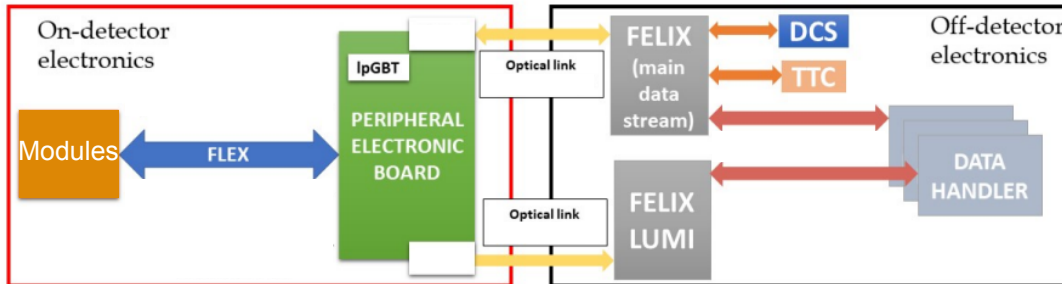 On-detector
electronics
Modules
FLEX
lpGBT
PERIPHERAL
ELECTRONIC
BOARD
Optical link
Optical link
FELIX
(main
data
stream)
FELIX
LUMI
DCS
TTC
Off-detector
electronics
DATA
HANDLER